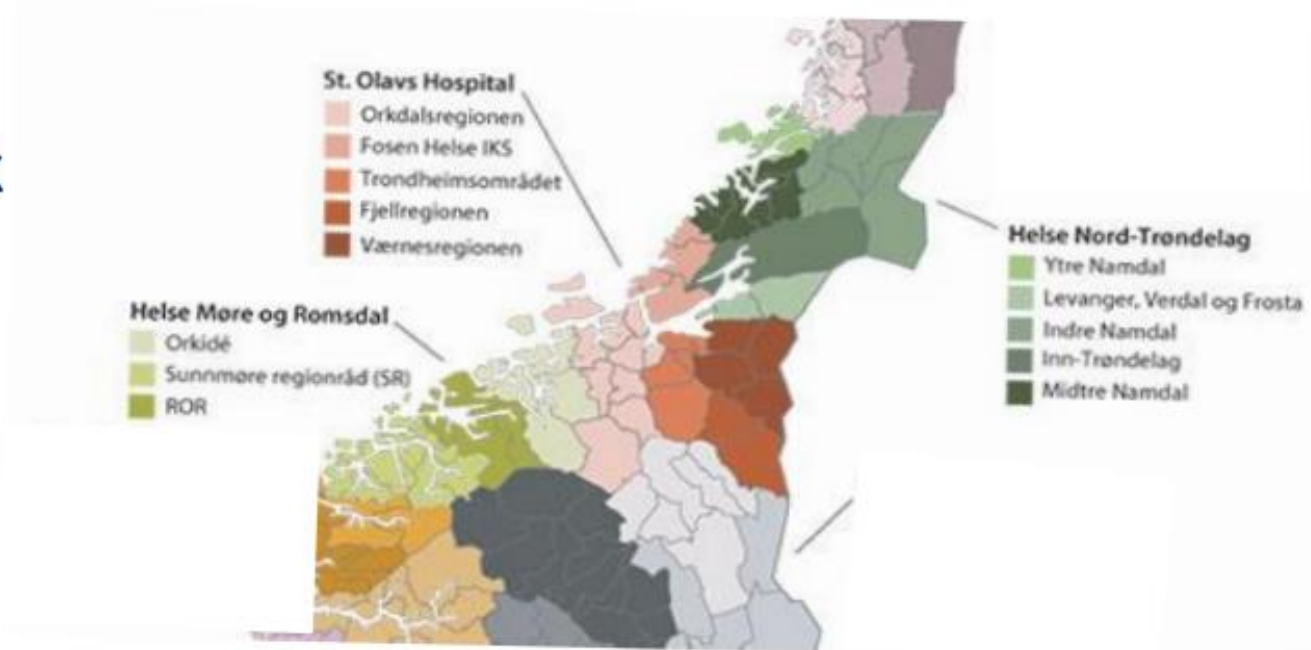 St. Olavs Hospital
Orkdalsregionen
Fosen Helse IKS
Trondheimsområdet
Fjellregionen
Værnesregionen
Helse Møre og Romsdal
Orkidé
Sunnmøre regionråd (SR)
ROR
Helse Nord-Trøndelag
Ytre Namdal
Levanger, Verdal og Frosta
Indre Namdal
Inn-Trøndelag
Midtre Namdal